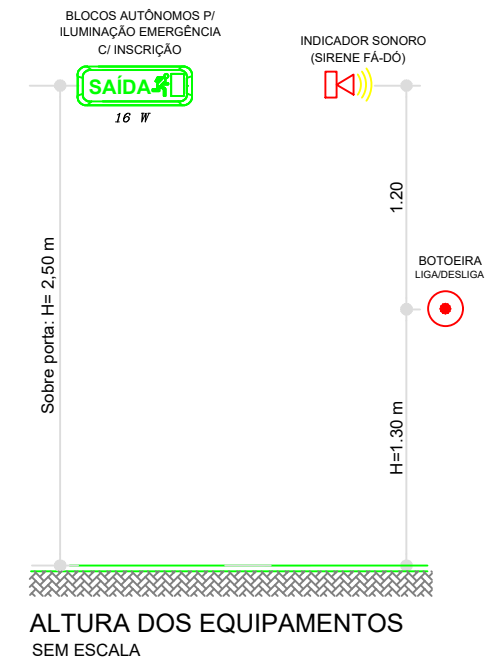 BLOCOS AUTÔNOMOS P/
ILUMINAÇÃO EMERGÊNCIA
C/ INSCRIÇÃO
SAÍDA
16 W
INDICADOR SONORO
(SIRENE FÁ-DÓ)
1.20
BOTOEIRA
LIGA/DESLIGA
Sobre porta: H= 2,50 m
H=1.30 m
ALTURA DOS EQUIPAMENTOS
SEM ESCALA